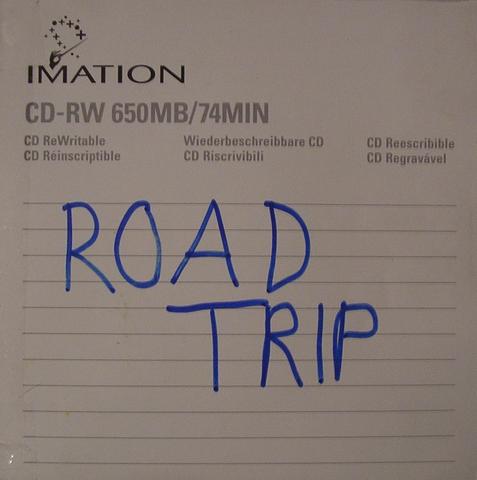 IMATION
CD-RW 650MB/74MIN
CD ReWritable Wiederbeschreibbare CD CD Reescribible
CD Réinscriptible CD Riscrivibili CD Regravável
ROAD
TRIP